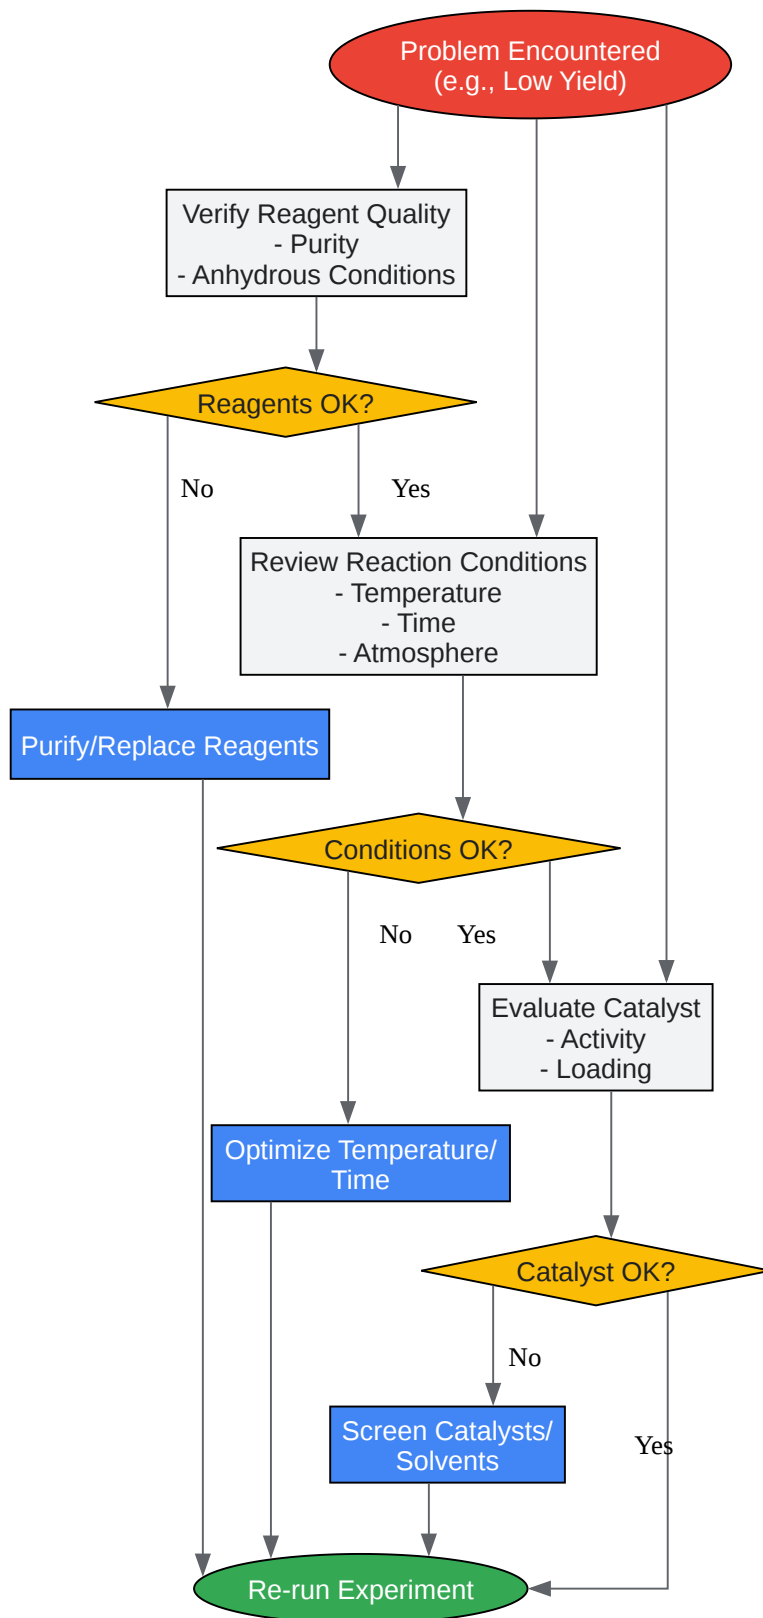 Problem Encountered
(e.g., Low Yield)
Verify Reagent Quality
- Purity
- Anhydrous Conditions
Reagents OK?
No
Yes
Review Reaction Conditions
- Temperature
- Time
- Atmosphere
Purify/Replace Reagents
Conditions OK?
No
Yes
Evaluate Catalyst
- Activity
- Loading
Optimize Temperature/
Time
Catalyst OK?
No
Screen Catalysts/
Solvents
Yes
Re-run Experiment